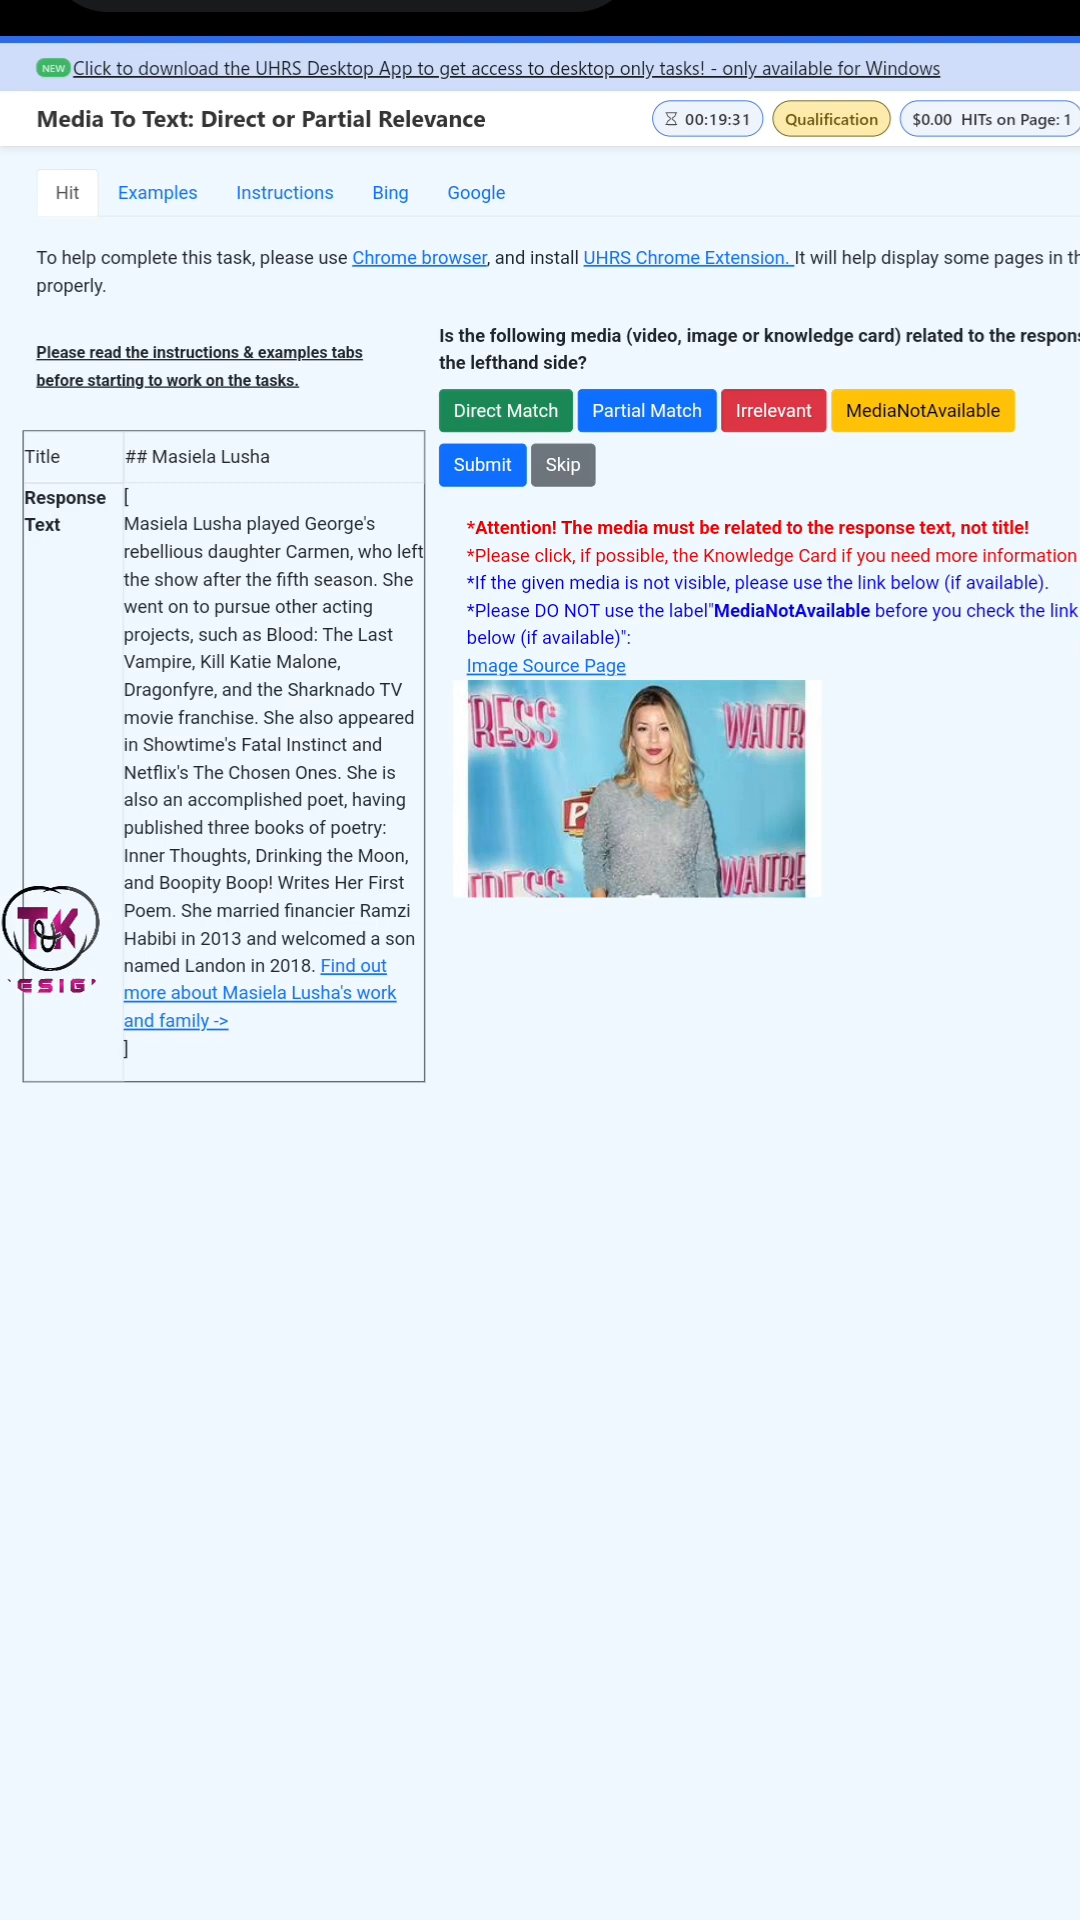 NEW Click to download the UHRS Desktop App to get access to desktop only tasks! - only available for Windows
Media To Text: Direct or Partial Relevance
00:19:31
Qualification
$0.00 HITs on Page: 1
Hit
Examples
Instructions
Bing
Google
To help complete this task, please use Chrome browser, and install UHRS Chrome Extension. It will help display some pages in th
properly.
Please read the instructions & examples tabs
before starting to work on the tasks.
Title
## Masiela Lusha
Response
Text
[
Masiela Lusha played George's
rebellious daughter Carmen, who left
the show after the fifth season. She
went on to pursue other acting
projects, such as Blood: The Last
Vampire, Kill Katie Malone,
Dragonfyre, and the Sharknado TV
movie franchise. She also appeared
in Showtime's Fatal Instinct and
Netflix's The Chosen Ones. She is
also an accomplished poet, having
published three books of poetry:
Inner Thoughts, Drinking the Moon,
and Boopity Boop! Writes Her First
Poem. She married financier Ramzi
Habibi in 2013 and welcomed a son
named Landon in 2018. Find out
more about Masiela Lusha's work
and family ->
]
Is the following media (video, image or knowledge card) related to the respons
the lefthand side?
Direct Match
Partial Match
Irrelevant
MediaNotAvailable
Submit
Skip
*Attention! The media must be related to the response text, not title!
*Please click, if possible, the Knowledge Card if you need more information
*If the given media is not visible, please use the link below (if available).
*Please DO NOT use the label"MediaNotAvailable before you check the link
below (if available)":
Image Source Page
RESS
WAITR
P
TRESS
WAITRE
ESIG